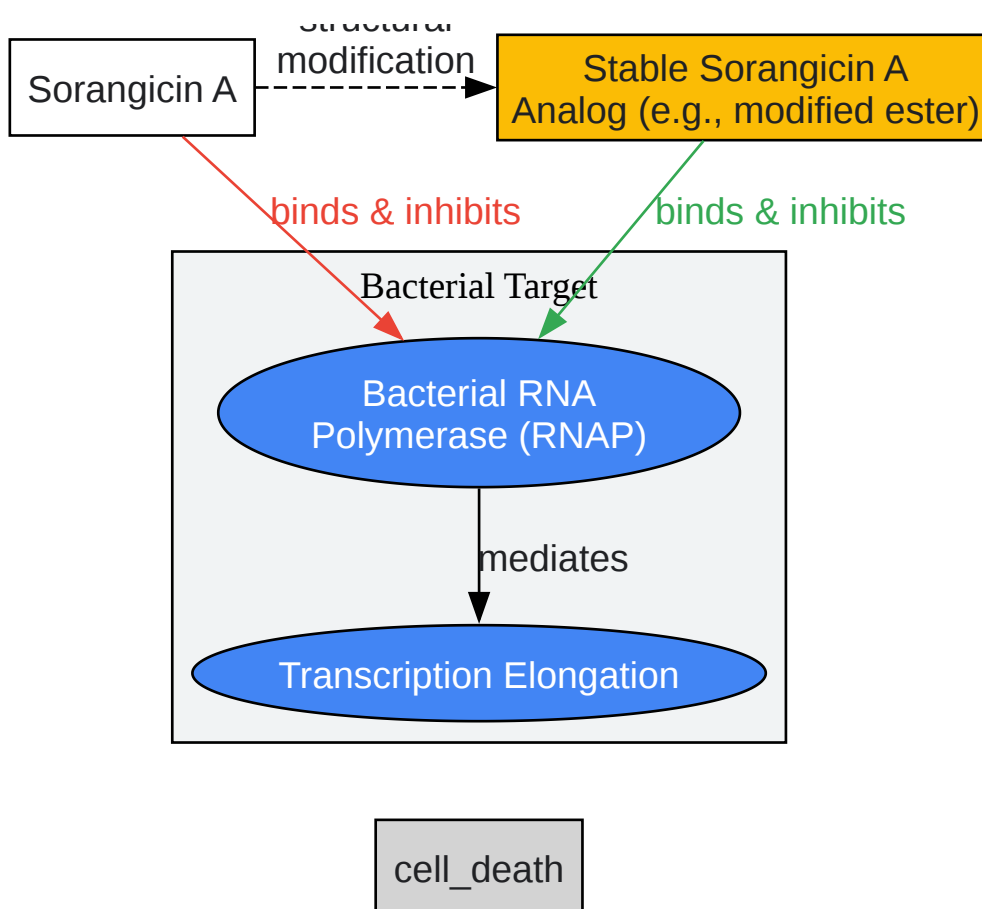 structural
modification
Sorangicin A
Stable Sorangicin A
Analog (e.g., modified ester)
binds & inhibits
binds & inhibits
Bacterial Target
Bacterial RNA
Polymerase (RNAP)
mediates
Transcription Elongation
cell_death